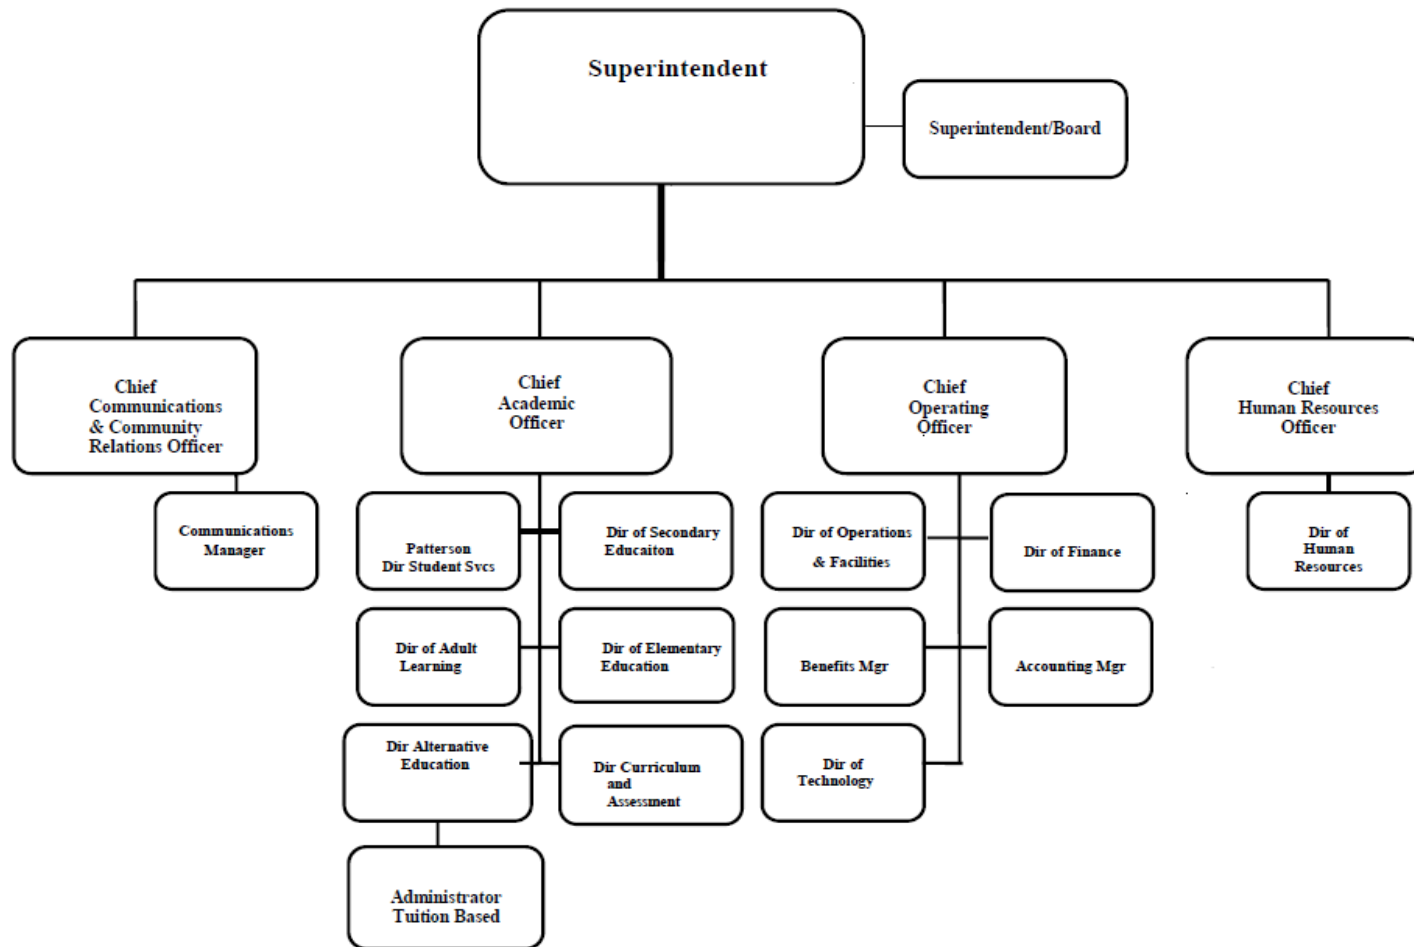 Superintendent
Superintendent/Board
Chief
Communications
& Community
Relations Officer
Chief
Academic
Officer
Chief
Operating
Officer
Chief
Human Resources
Officer
Communications
Manager
Patterson
Dir Student Svcs
Dir of Secondary
Educaiton
Dir of Operations
& Facilities
Dir of Finance
Dir of
Human
Resources
Dir of Adult
Learning
Dir of Elementary
Education
Benefits Mgr
Accounting Mgr
Dir Alternative
Education
Dir Curriculum
and
Assessment
Dir of
Technology
Administrator
Tuition Based